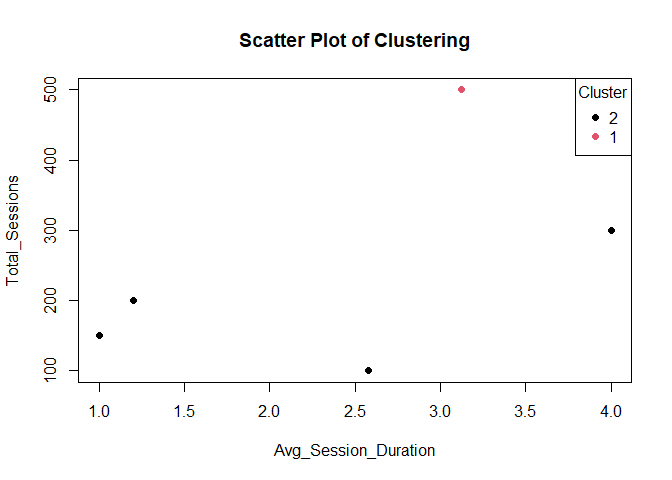 Scatter Plot of Clustering
Cluster
2
1
Total_Sessions
500
400
300
200
100
1.0 1.5 2.0 2.5 3.0 3.5 4.0
Avg_Session_Duration